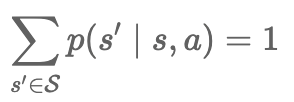 ∑_{s'∈𝒮} p(s' | s, a) = 1